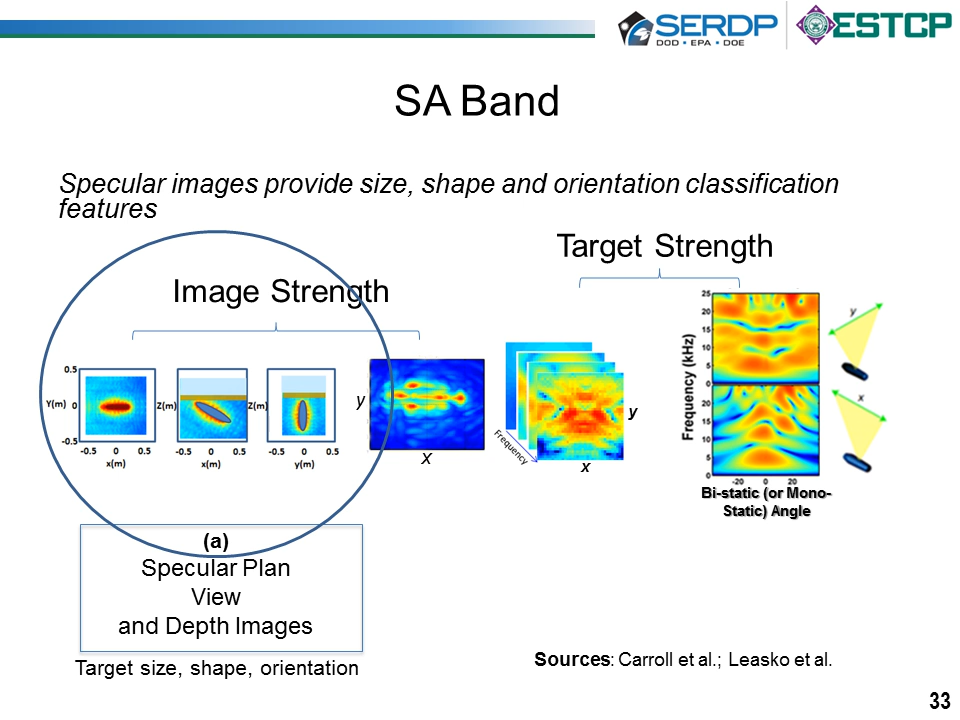 SERDP
DOD • EPA • DOE
ESTCP
SA Band
Specular images provide size, shape and orientation classification
features
Target Strength
Image Strength
0.5
Y(m) 0
-0.5
-0.5 0 0.5
x(m)
Z(m)
-0.5 0 0.5
x(m)
Z(m)
-0.5 0 0.5
y(m)
y
x
Frequency
y
x
Frequency (kHz)
25
20
15
10
5
0
20
15
10
5
0
-20 0 20
y
x
Bi-static (or Mono-
Static) Angle
(a)
Specular Plan
View
and Depth Images
Target size, shape, orientation
Sources: Carroll et al.; Leasko et al.
33